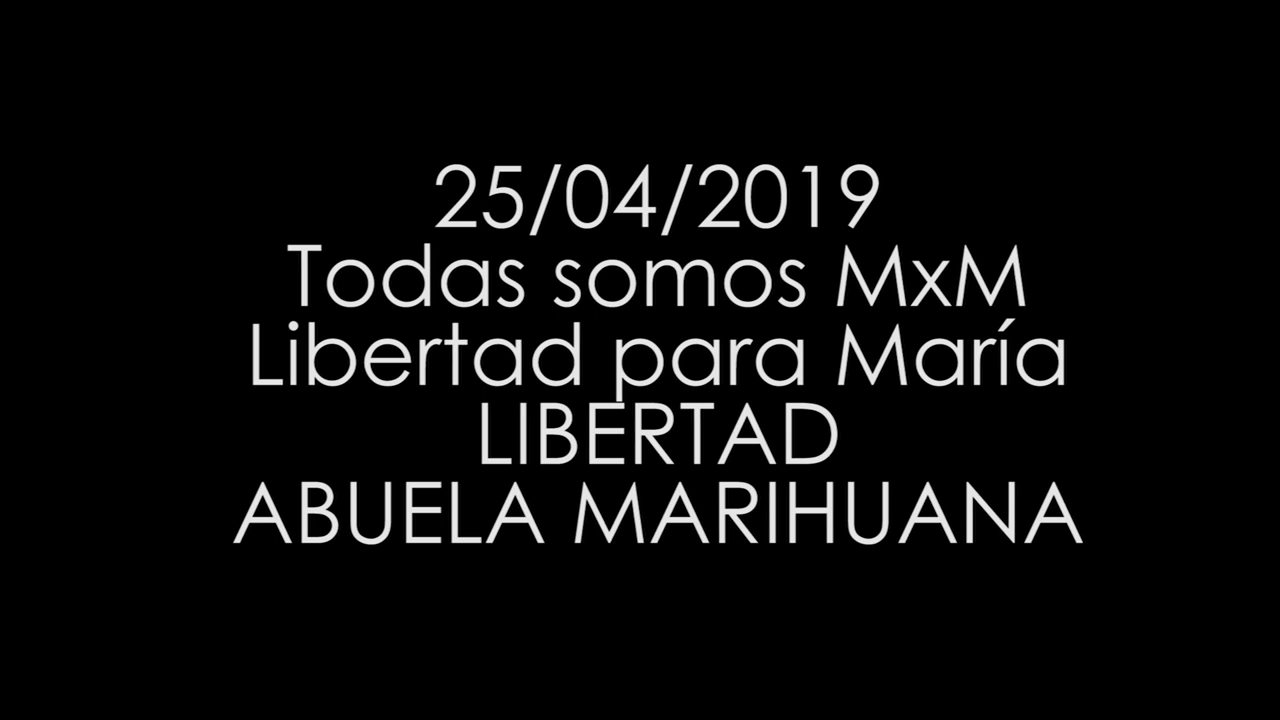 25/04/2019
Todas somos MxM
Libertad para María
LIBERTAD
ABUELA MARIHUANA